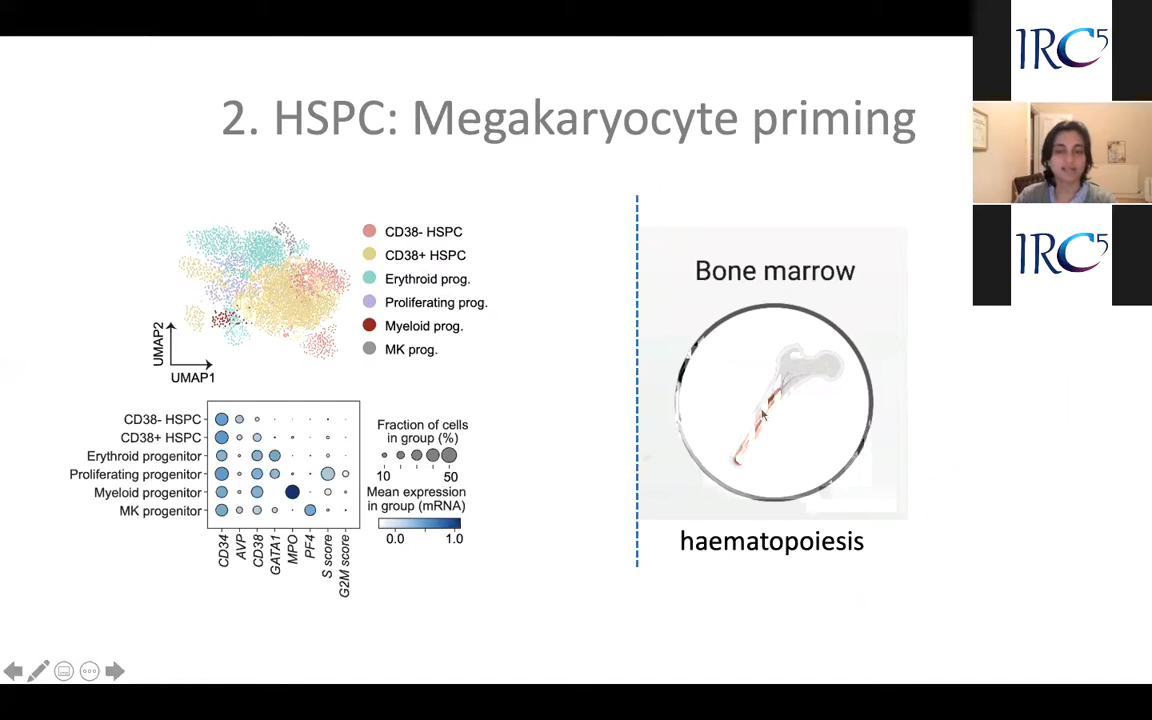 IRC5
2. HSPC: Megakaryocyte priming
CD38- HSPC
CD38+ HSPC
Erythroid prog.
Proliferating prog.
Myeloid prog.
MK prog.
UMAP2
UMAP1
CD38- HSPC
CD38+ HSPC
Erythroid progenitor
Proliferating progenitor
Myeloid progenitor
MK progenitor
CD34
AVP
CD38
GATA1
MPO
PF4
S score
G2M score
Fraction of cells
in group (%)
10 50
Mean expression
in group (mRNA)
0.0 1.0
Bone marrow
haematopoiesis
IRC5